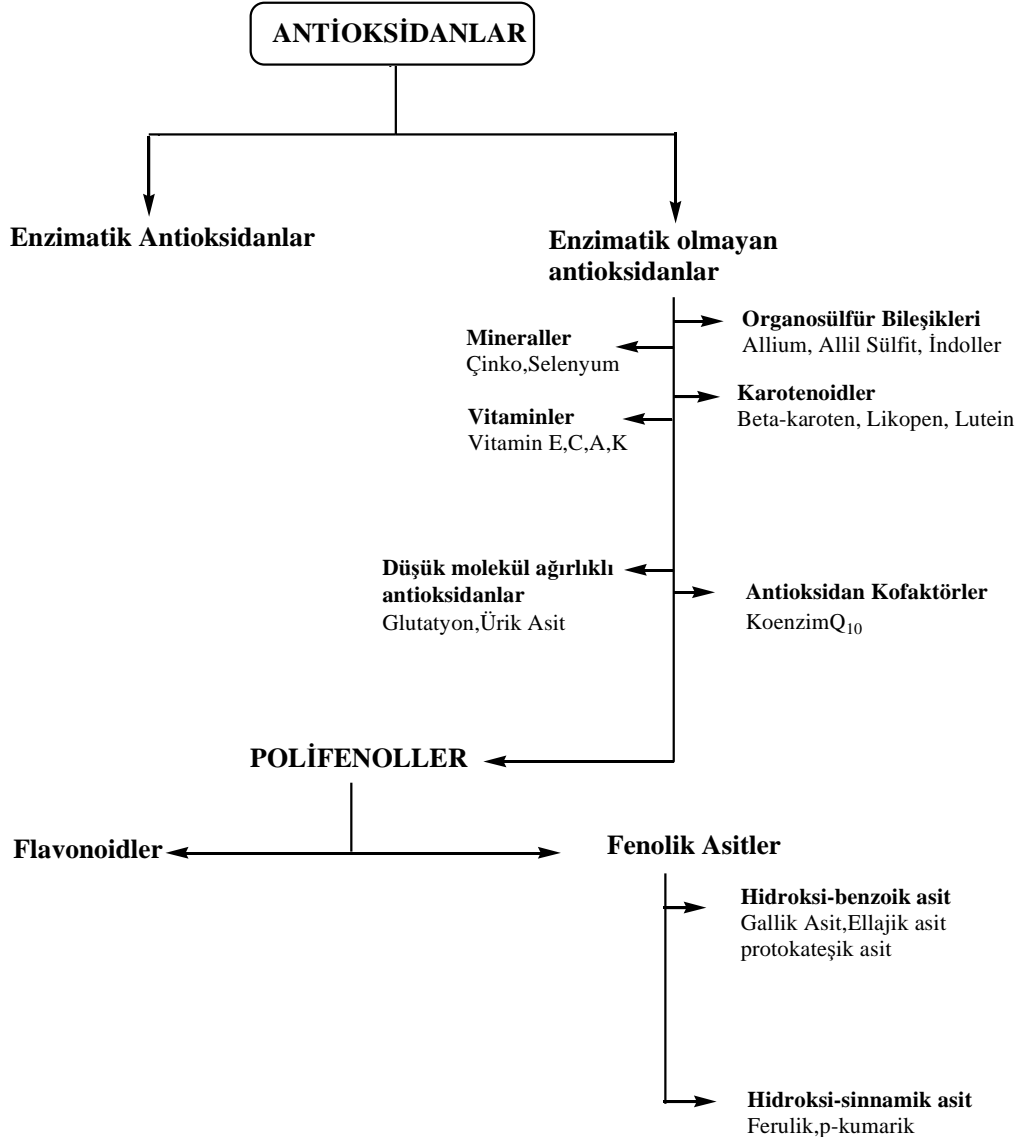 ANTİOKSİDANLAR
Enzimatik Antioksidanlar
Enzimatik olmayan
antioksidanlar
Organosülfür Bileşikleri
Allium, Allil Sülfit, İndoller
Mineraller
Çinko,Selenyum
Karotenoidler
Beta-karoten, Likopen, Lutein
Vitaminler
Vitamin E,C,A,K
Düşük molekül ağırlıklı
antioksidanlar
Glutatyon,Ürik Asit
Antioksidan Kofaktörler
KoenzimQ₁₀
POLİFENOLLER
Flavonoidler
Fenolik Asitler
Hidroksi-benzoik asit
Gallik Asit,Ellajik asit
protokateşik asit
Hidroksi-sinnamik asit
Ferulik,p-kumarik